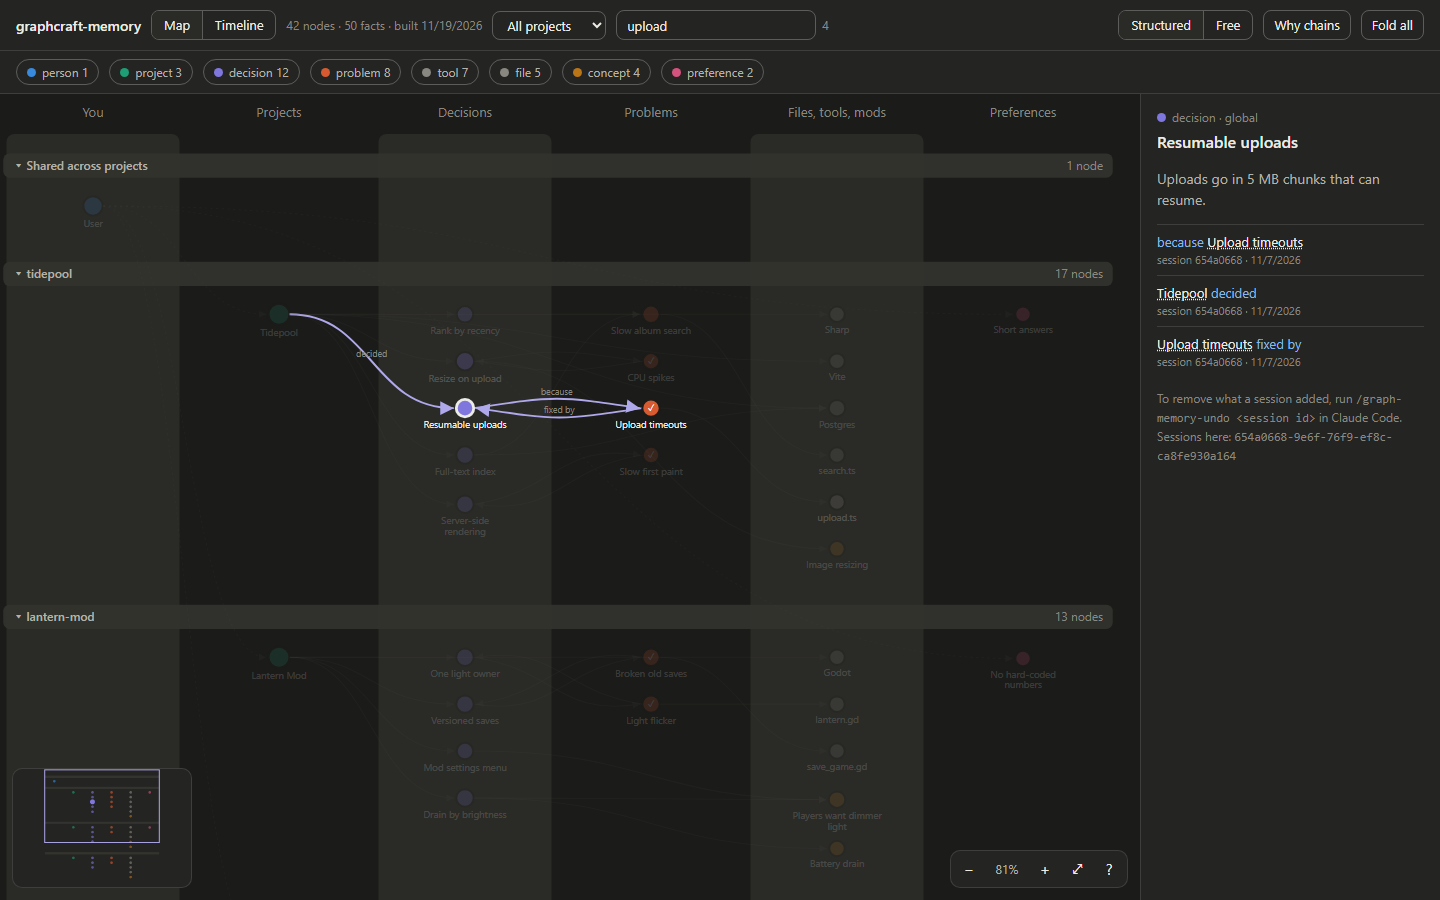 graphcraft-memory Map Timeline 42 nodes · 50 facts · built 11/19/2026 All projects upload 4 Structured Free Why chains Fold all
person 1 project 3 decision 12 problem 8 tool 7 file 5 concept 4 preference 2
You Projects Decisions Problems Files, tools, mods Preferences
Shared across projects 1 node
User
tidepool 17 nodes
Tidepool Rank by recency Slow album search Sharp Short answers
decided
Resize on upload CPU spikes Vite
because
fixed by
Resumable uploads Upload timeouts Postgres
Full-text index Slow first paint search.ts
Server-side
rendering
upload.ts
Image resizing
lantern-mod 13 nodes
Lantern Mod One light owner Broken old saves Godot No hard-coded
numbers
Versioned saves Light flicker lantern.gd
Mod settings menu save_game.gd
Drain by brightness Players want dimmer
light
Battery drain
− 81% + ?
decision · global
Resumable uploads
Uploads go in 5 MB chunks that can
resume.
because Upload timeouts
session 654a0668 · 11/7/2026
Tidepool decided
session 654a0668 · 11/7/2026
Upload timeouts fixed by
session 654a0668 · 11/7/2026
To remove what a session added, run /graph-
memory-undo <session id> in Claude Code.
Sessions here: 654a0668-9e6f-76f9-ef8c-
ca8fe930a164